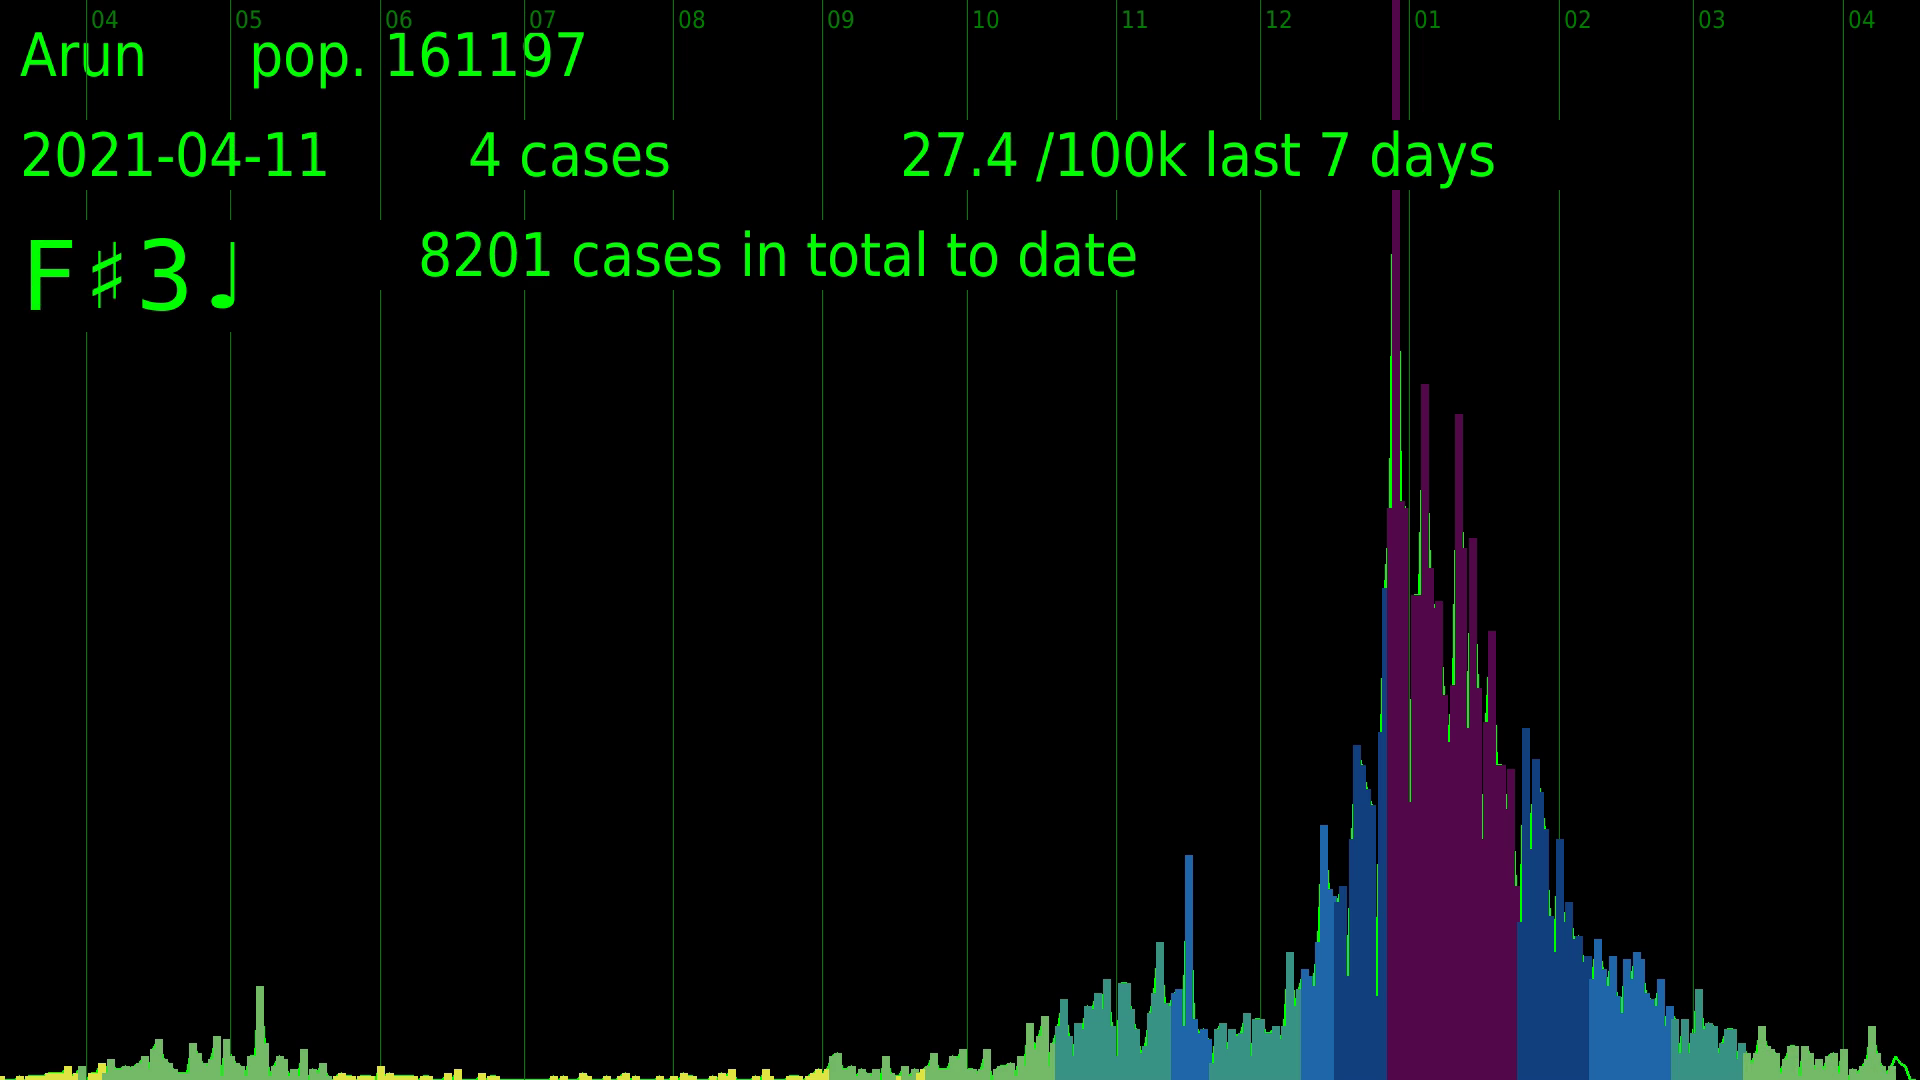 04 05 06 07 08 09 10 11 12 01 02 03 04
Arun pop. 161197
2021-04-11 4 cases 27.4 /100k last 7 days
F♯3♩ 8201 cases in total to date